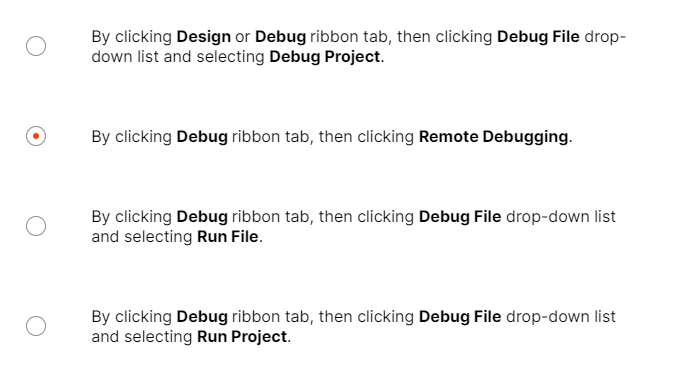 By clicking Design or Debug ribbon tab, then clicking Debug File drop-
down list and selecting Debug Project.
By clicking Debug ribbon tab, then clicking Remote Debugging.
By clicking Debug ribbon tab, then clicking Debug File drop-down list
and selecting Run File.
By clicking Debug ribbon tab, then clicking Debug File drop-down list
and selecting Run Project.